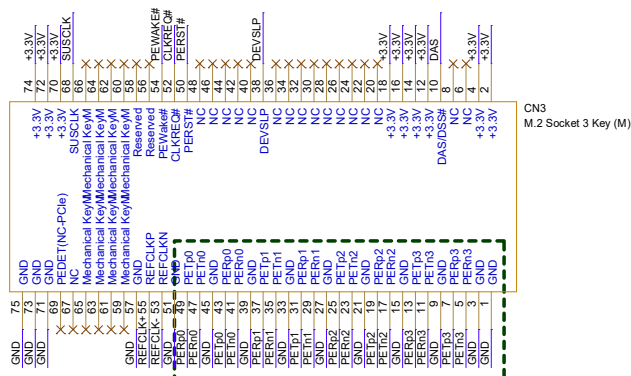 +3.3V
+3.3V
+3.3V
SUSCLK
PEWAKE#
CLKREQ#
PERST#
DEVSLP
+3.3V
+3.3V
+3.3V
+3.3V
DAS
+3.3V
+3.3V
74
72
70
68
66
64
62
60
58
56
54
52
50
48
46
44
42
40
38
36
34
32
30
28
26
24
22
20
18
16
14
12
10
8
6
4
2
CN3
M.2 Socket 3 Key (M)
+3.3V
+3.3V
+3.3V
SUSCLK
Mechanical KeyM
Mechanical KeyM
Mechanical KeyM
Mechanical KeyM
Reserved
Reserved
PEWake#
CLKREQ#
PERST#
NC
NC
NC
NC
NC
DEVSLP
NC
NC
NC
NC
NC
NC
NC
NC
NC
+3.3V
+3.3V
+3.3V
+3.3V
DAS/DSS#
NC
NC
+3.3V
+3.3V
GND
GND
GND
PEDET(NC-PCIe)
NC
Mechanical KeyM
Mechanical KeyM
Mechanical KeyM
Mechanical KeyM
GND
REFCLKP
REFCLKN
GND
PETp0
PETn0
GND
PERp0
PERn0
GND
PETp1
PETn1
GND
PERp1
PERn1
GND
PETp2
PETn2
GND
PERp2
PERn2
GND
PETp3
PETn3
GND
PERp3
PERn3
GND
GND
75
73
71
69
67
65
63
61
59
57
55
53
51
49
47
45
43
41
39
37
35
33
31
29
27
25
23
21
19
17
15
13
11
9
7
5
3
1
GND
GND
GND
GND
REFCLK+
REFCLK-
GND
PERp0
PERn0
GND
PETp0
PETn0
GND
PERp1
PERn1
GND
PETp1
PETn1
GND
PERp2
PERn2
GND
PETp2
PETn2
GND
PERp3
PERn3
GND
PETp3
PETn3
GND
GND